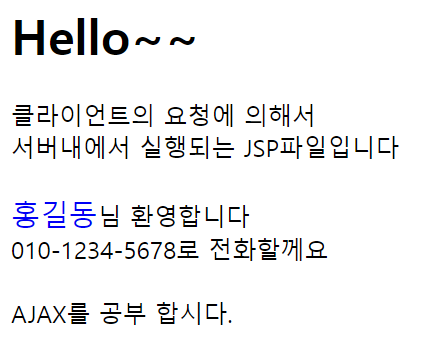 Hello~~
클라이언트의 요청에 의해서
서버내에서 실행되는 JSP파일입니다
홍길동님 환영합니다
010-1234-5678로 전화할께요
AJAX를 공부 합시다.